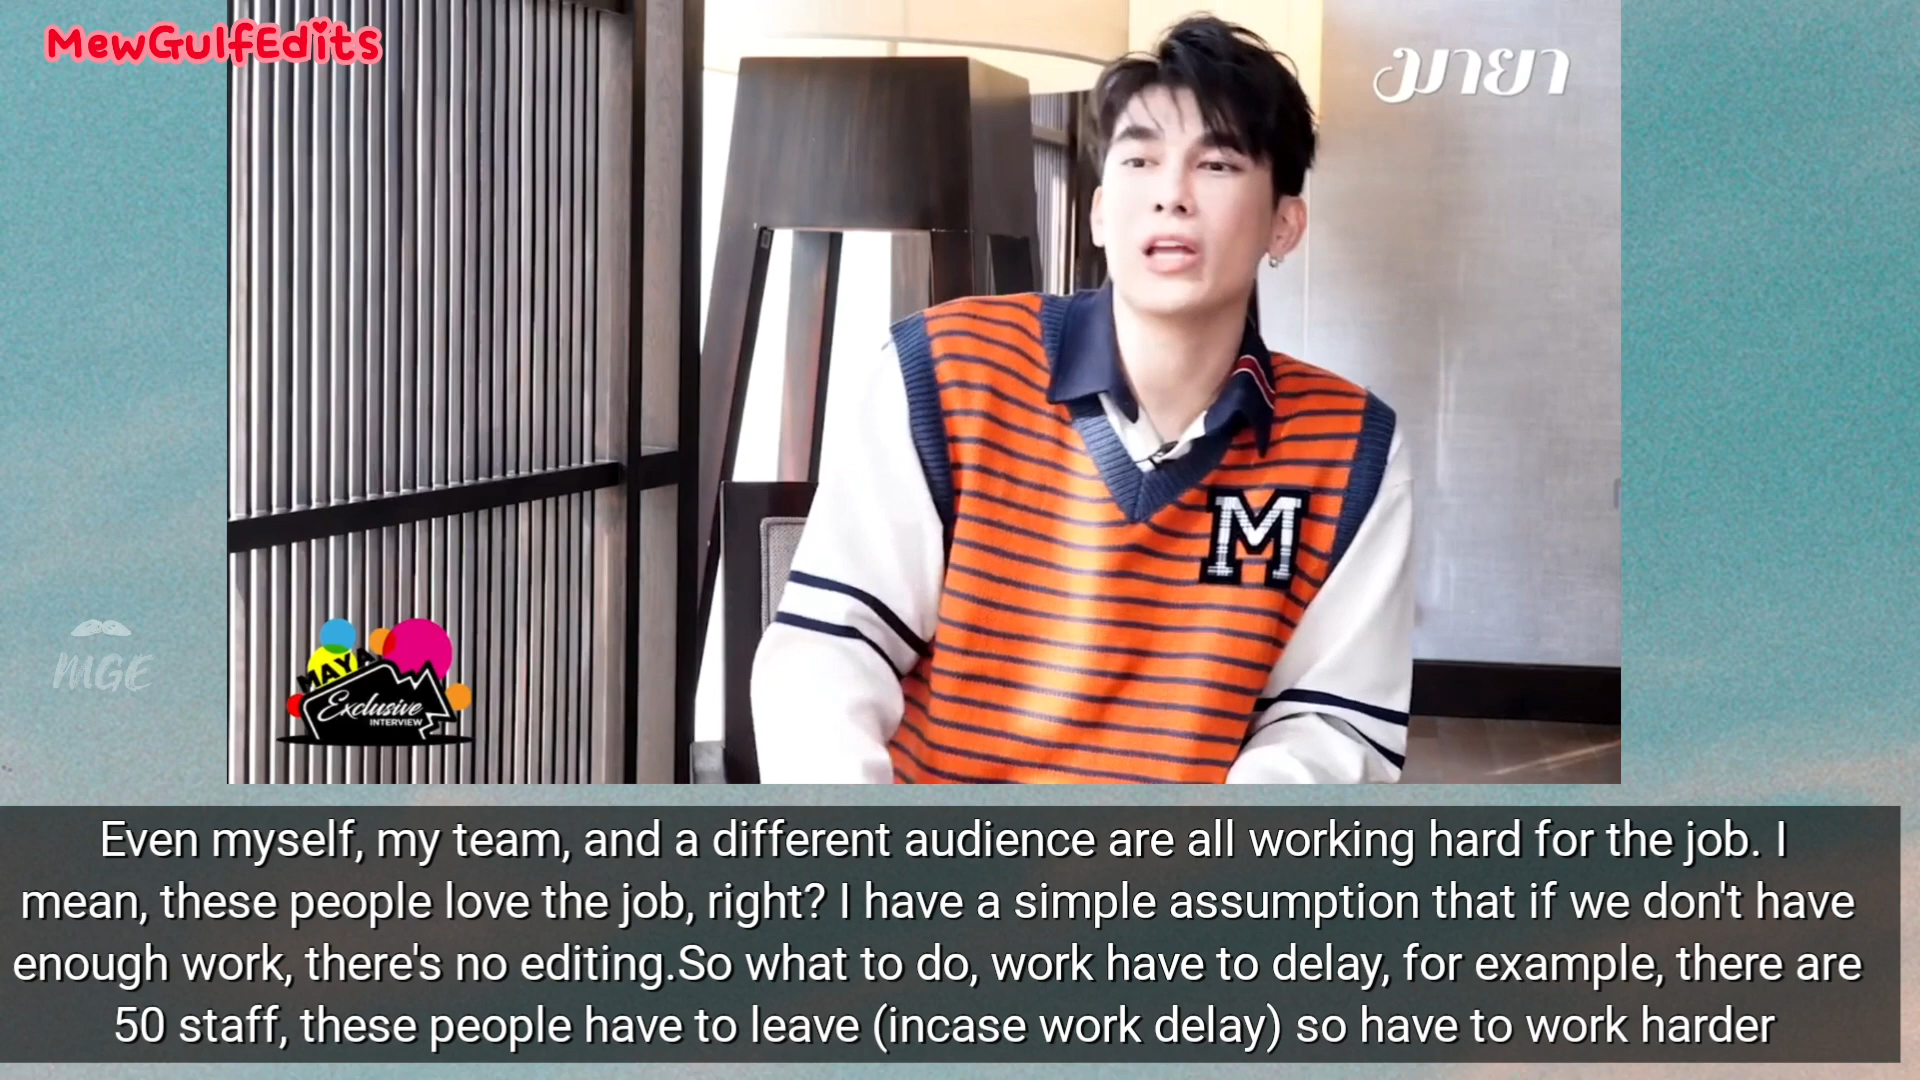 MewGulfEdits
มายา
M
MGE
MAYA
Exclusive
INTERVIEW
Even myself, my team, and a different audience are all working hard for the job. I
mean, these people love the job, right? I have a simple assumption that if we don't have
enough work, there's no editing.So what to do, work have to delay, for example, there are
50 staff, these people have to leave (incase work delay) so have to work harder